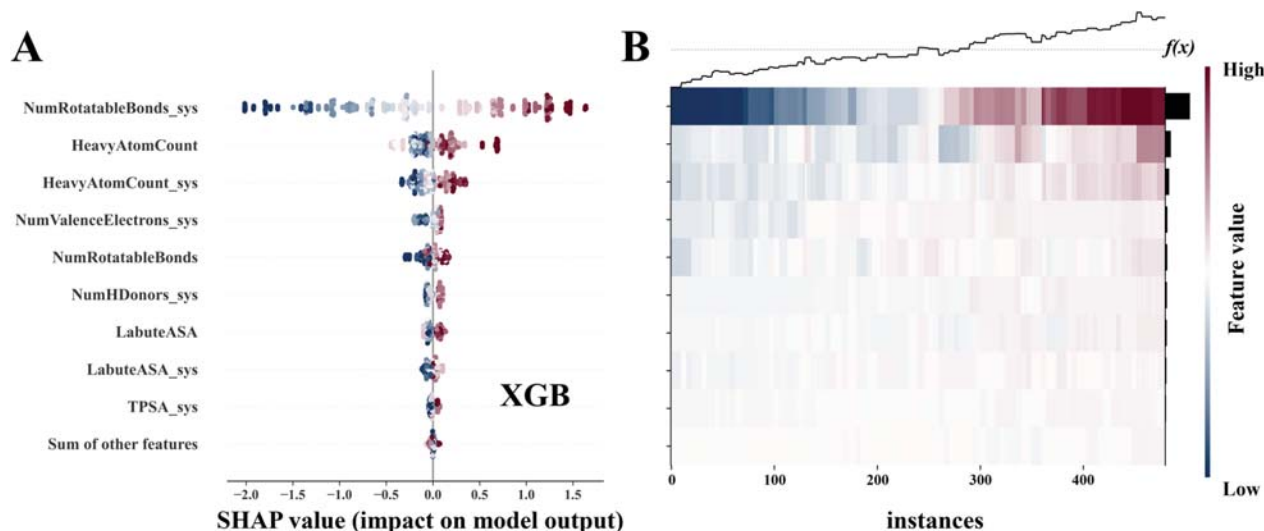 A
NumRotatableBonds_sys
HeavyAtomCount
HeavyAtomCount_sys
NumValenceElectrons_sys
NumRotatableBonds
NumHDonors_sys
LabuteASA
LabuteASA_sys
TPSA_sys
Sum of other features
XGB
−2.0 −1.5 −1.0 −0.5 0.0 0.5 1.0 1.5
SHAP value (impact on model output)
B
f(x)
0 100 200 300 400
instances
High
Feature value
Low